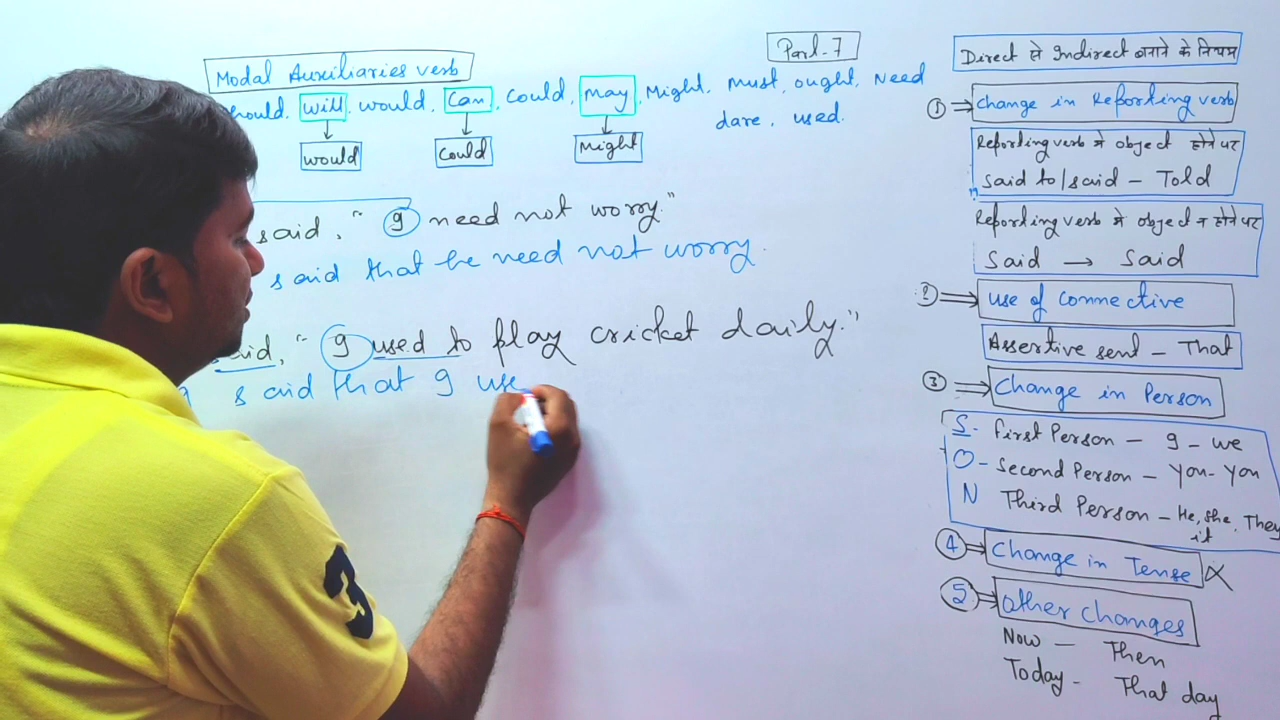 Part-7
Modal Auxiliaries verb
hould, will, would, Can, Could, may, Might, must, ought, Need
dare, used.
would Could Might
said, "I need not worry."
said that he need not worry.
said, "I used to play cricket daily."
I said that I use
Direct से Indirect बनाने के नियम
① ⇒ Change in Reporting verb
Reporting verb मे object होने पर
Said to/said - Told
Reporting verb मे object न होने पर
Said → Said
② ⇒ use of connective
Assertive sent - That
③ ⇒ Change in Person
S - First Person - I - we
O - Second Person - You - You
N Third Person - He, She, They
it
④ ⇒ Change in Tense X
⑤ ⇒ other changes
Now - Then
Today - That day
3